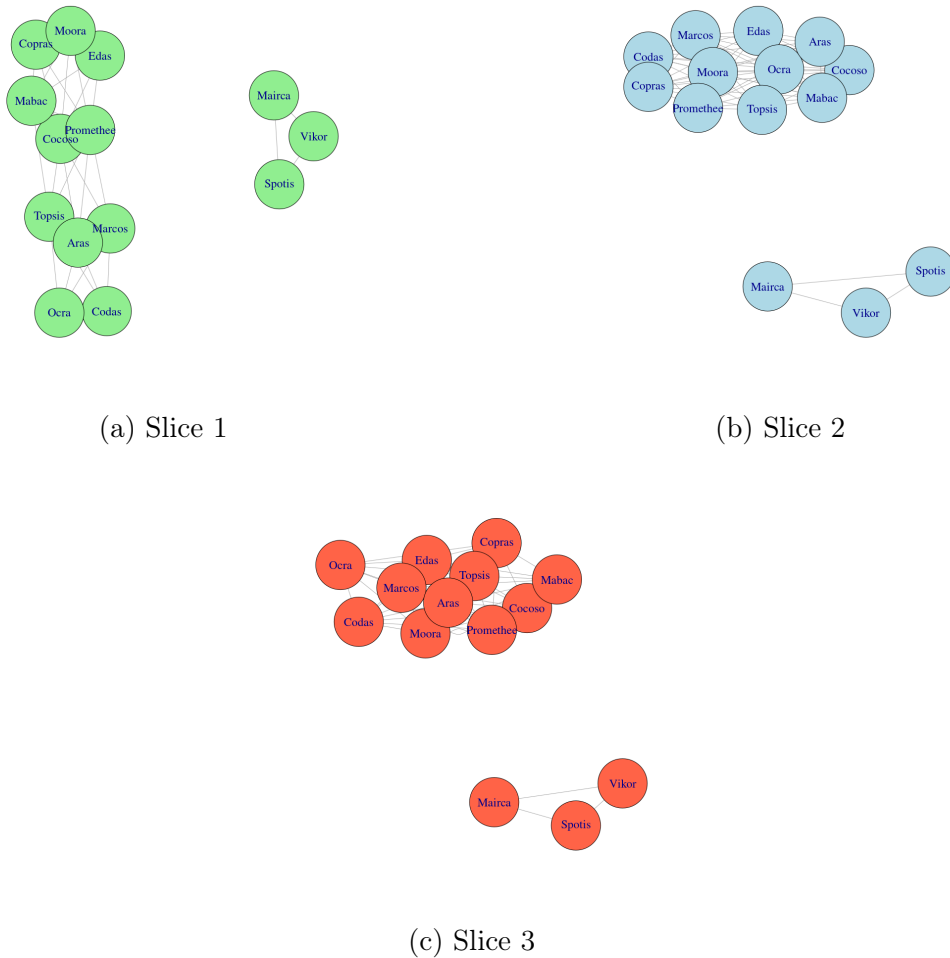 Moora
Copras
Edas
Mabac
Promethee
Cocoso
Topsis
Marcos
Aras
Ocra
Codas
Mairca
Vikor
Spotis
(a) Slice 1
Edas
Marcos
Aras
Codas
Ocra
Cocoso
Moora
Copras
Mabac
Promethee
Topsis
Spotis
Mairca
Vikor
(b) Slice 2
Copras
Edas
Ocra
Topsis
Mabac
Marcos
Aras
Cocoso
Codas
Promethee
Moora
Vikor
Mairca
Spotis
(c) Slice 3